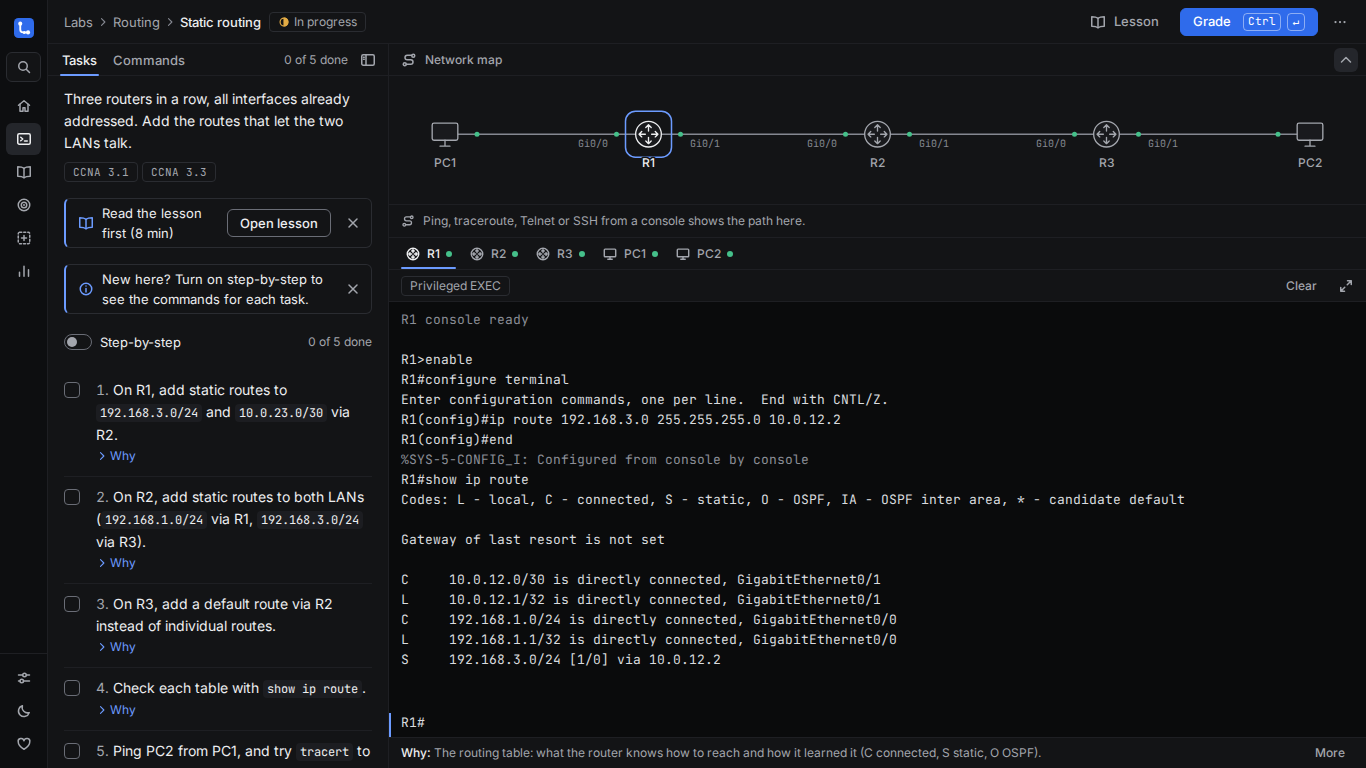 Labs > Routing > Static routing In progress
Lesson
Grade Ctrl ↵
Tasks Commands 0 of 5 done
Three routers in a row, all interfaces already
addressed. Add the routes that let the two
LANs talk.
CCNA 3.1 CCNA 3.3
Read the lesson
first (8 min)
Open lesson
New here? Turn on step-by-step to
see the commands for each task.
Step-by-step 0 of 5 done
1. On R1, add static routes to
192.168.3.0/24 and 10.0.23.0/30 via
R2.
> Why
2. On R2, add static routes to both LANs
(192.168.1.0/24 via R1, 192.168.3.0/24
via R3).
> Why
3. On R3, add a default route via R2
instead of individual routes.
> Why
4. Check each table with show ip route.
> Why
5. Ping PC2 from PC1, and try tracert to
Network map
Gi0/0 Gi0/1 Gi0/0 Gi0/1 Gi0/0 Gi0/1
PC1 R1 R2 R3 PC2
Ping, traceroute, Telnet or SSH from a console shows the path here.
R1 R2 R3 PC1 PC2
Privileged EXEC Clear
R1 console ready
R1>enable
R1#configure terminal
Enter configuration commands, one per line.  End with CNTL/Z.
R1(config)#ip route 192.168.3.0 255.255.255.0 10.0.12.2
R1(config)#end
%SYS-5-CONFIG_I: Configured from console by console
R1#show ip route
Codes: L - local, C - connected, S - static, O - OSPF, IA - OSPF inter area, * - candidate default
Gateway of last resort is not set
C     10.0.12.0/30 is directly connected, GigabitEthernet0/1
L     10.0.12.1/32 is directly connected, GigabitEthernet0/1
C     192.168.1.0/24 is directly connected, GigabitEthernet0/0
L     192.168.1.1/32 is directly connected, GigabitEthernet0/0
S     192.168.3.0/24 [1/0] via 10.0.12.2
R1#
Why: The routing table: what the router knows how to reach and how it learned it (C connected, S static, O OSPF). More